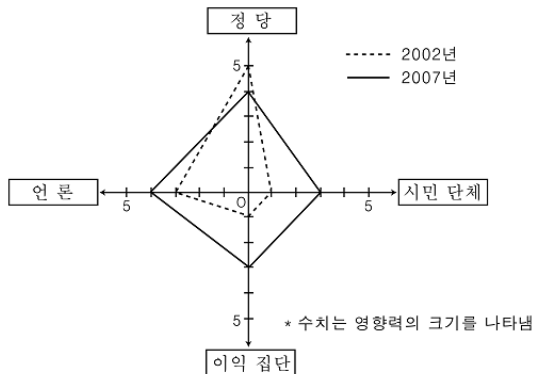 정 당
5
2002년
2007년
언 론
5
O
5
시민 단체
5
* 수치는 영향력의 크기를 나타냄
이익 집단